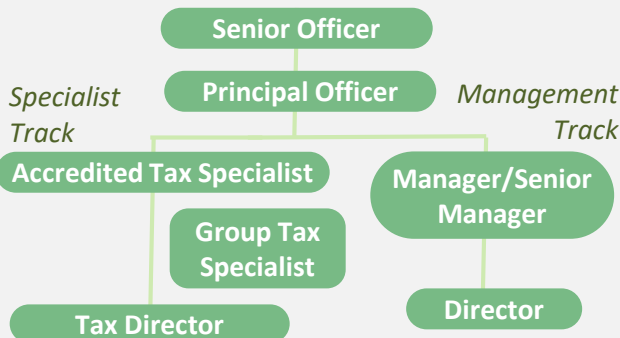 Senior Officer
Principal Officer
Specialist
Track
Management
Track
Accredited Tax Specialist
Manager/Senior
Manager
Group Tax
Specialist
Director
Tax Director